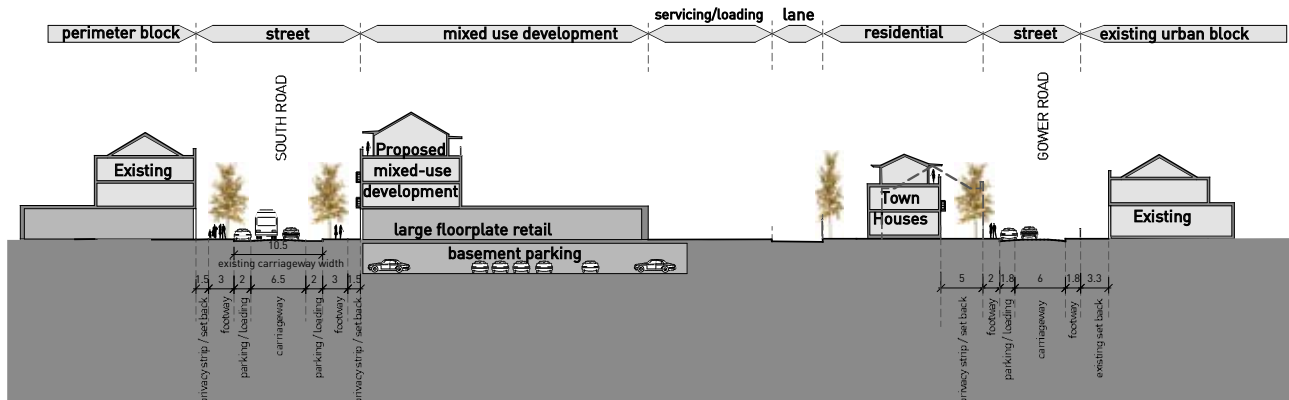 perimeter block
street
mixed use development
servicing/loading
lane
residential
street
existing urban block
SOUTH ROAD
GOWER ROAD
Existing
Proposed
mixed-use
development
large floorplate retail
basement parking
Town
Houses
Existing
10.5
existing carriageway width
1.5
3
2
6.5
2
3
1.5
5
2
1.8
6
1.8
3.3
privacy strip / set back
footway
parking / loading
carriageway
parking / loading
footway
privacy strip / set back
privacy strip / set back
footway
parking / loading
carriageway
footway
existing set back